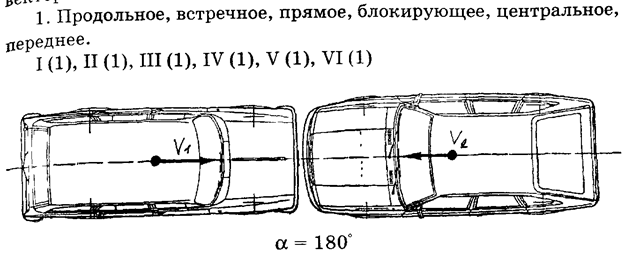 1. Продольное, встречное, прямое, блокирующее, центральное,
переднее.
I (1), II (1), III (1), IV (1), V (1), VI (1)
V1 V2
α = 180°